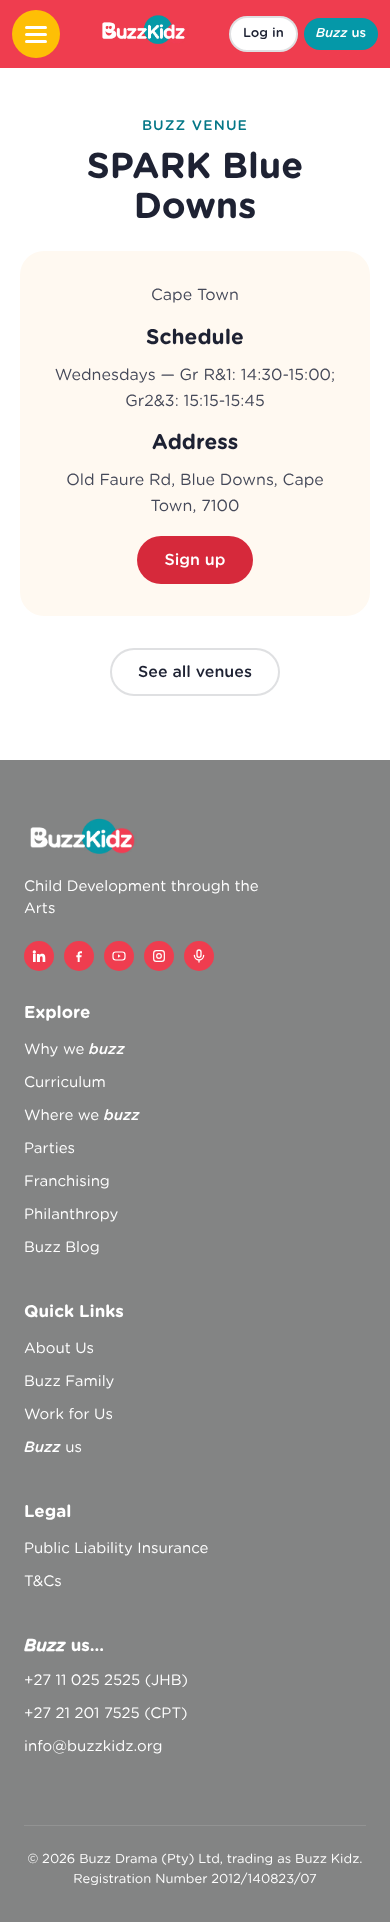 BuzzKidz
Log in
Buzz us
BUZZ VENUE
SPARK Blue
Downs
Cape Town
Schedule
Wednesdays — Gr R&1: 14:30-15:00;
Gr2&3: 15:15-15:45
Address
Old Faure Rd, Blue Downs, Cape
Town, 7100
Sign up
See all venues
BuzzKidz
Child Development through the
Arts
Explore
Why we buzz
Curriculum
Where we buzz
Parties
Franchising
Philanthropy
Buzz Blog
Quick Links
About Us
Buzz Family
Work for Us
Buzz us
Legal
Public Liability Insurance
T&Cs
Buzz us...
+27 11 025 2525 (JHB)
+27 21 201 7525 (CPT)
info@buzzkidz.org
© 2026 Buzz Drama (Pty) Ltd, trading as Buzz Kidz.
Registration Number 2012/140823/07